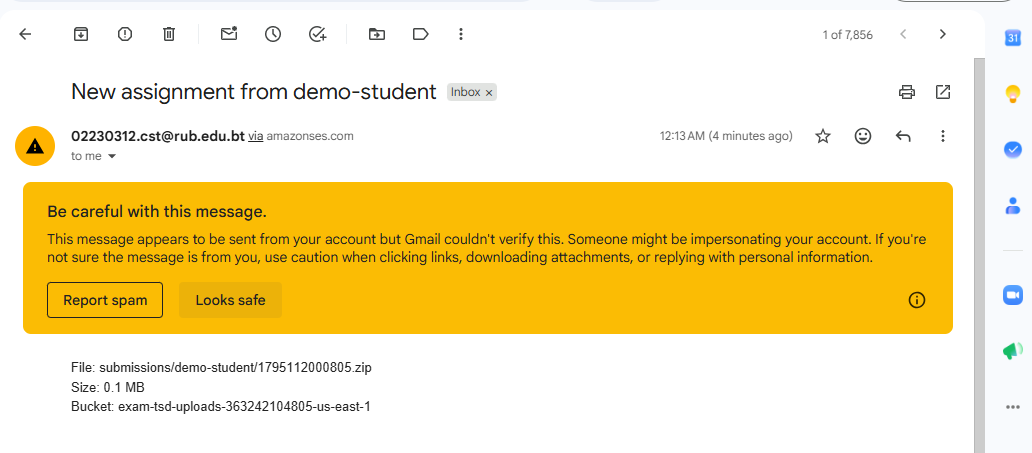 1 of 7,856
31
New assignment from demo-student Inbox ×
02230312.cst@rub.edu.bt via amazonses.com 12:13 AM (4 minutes ago)
to me
Be careful with this message.
This message appears to be sent from your account but Gmail couldn't verify this. Someone might be impersonating your account. If you're
not sure the message is from you, use caution when clicking links, downloading attachments, or replying with personal information.
Report spam Looks safe
File: submissions/demo-student/1795112000805.zip
Size: 0.1 MB
Bucket: exam-tsd-uploads-363242104805-us-east-1